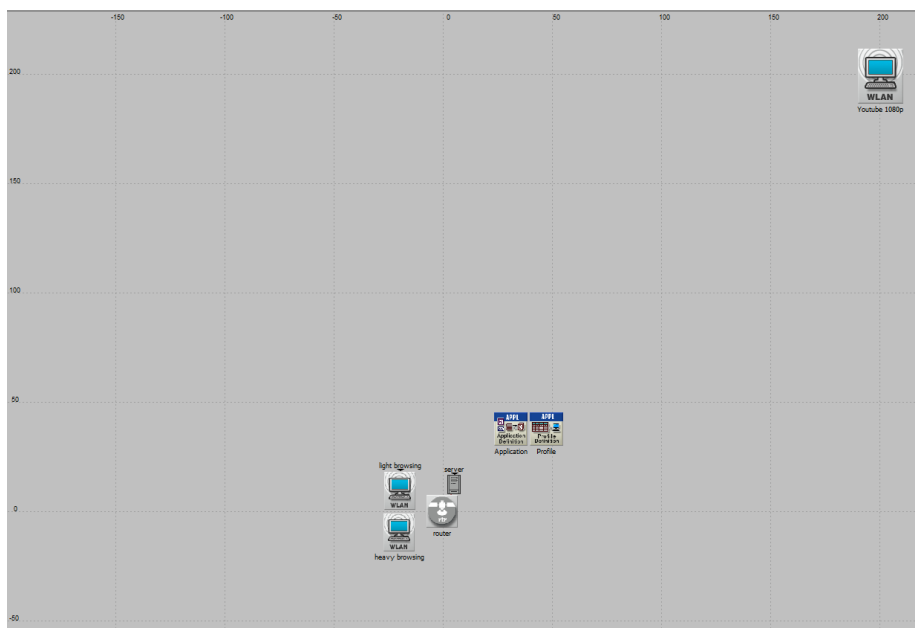 -150 -100 -50 0 50 100 150 200
200
WLAN
Youtube 1080p
150
100
50
APPL APPL
Application Definition Profile Definition
Application Profile
light browsing
server
WLAN
0
rtr
router
WLAN
heavy browsing
-50